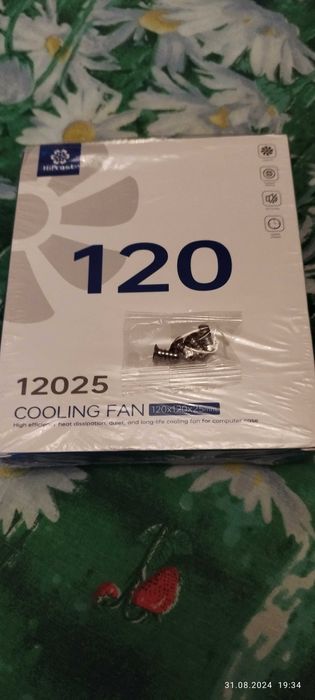 120
12025
COOLING FAN 120x120x25mm
High efficiency heat dissipation, quiet, and long-life cooling fan for computer case
31.08.2024 19:34